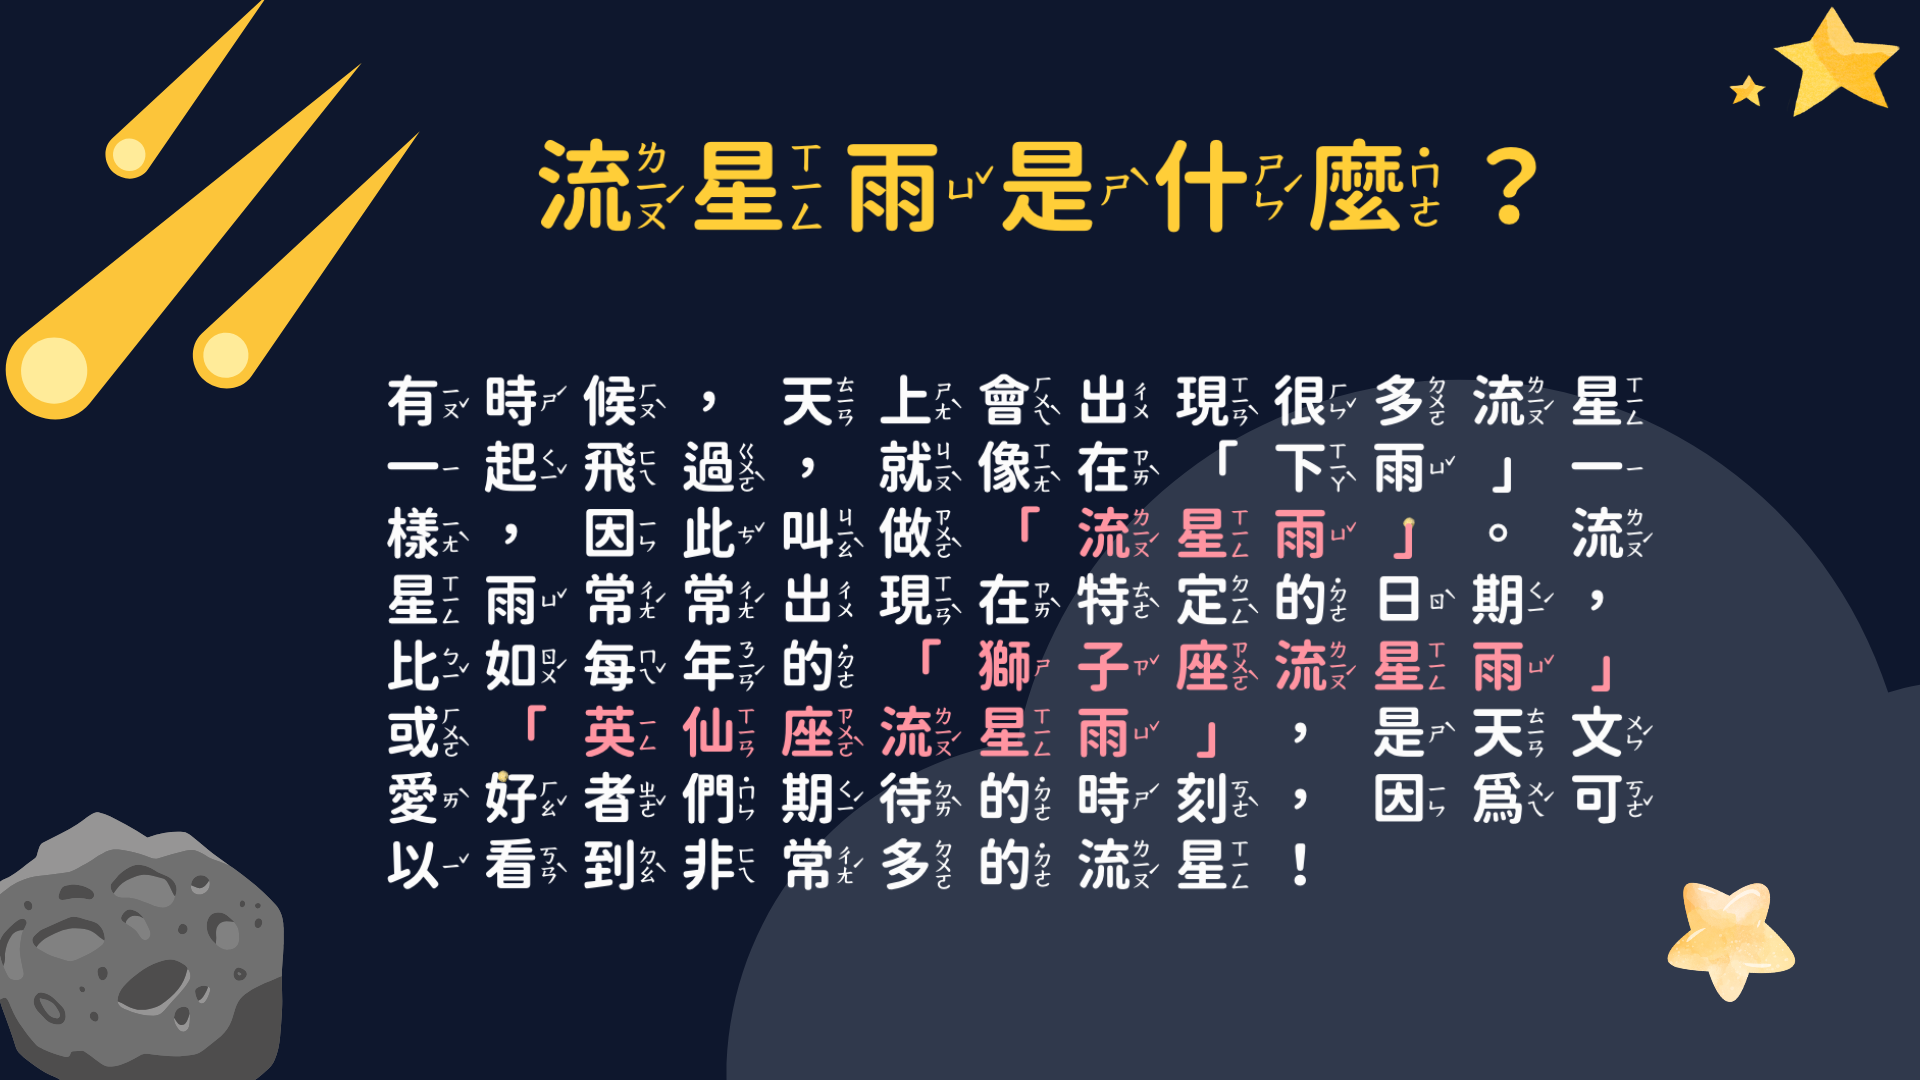 流星雨是什麼？
有時候，天上會出現很多流星
一起飛過，就像在「下雨」一
樣，因此叫做「流星雨」。流
星雨常常出現在特定的日期，
比如每年的「獅子座流星雨」
或「英仙座流星雨」，是天文
愛好者們期待的時刻，因為可
以看到非常多的流星！